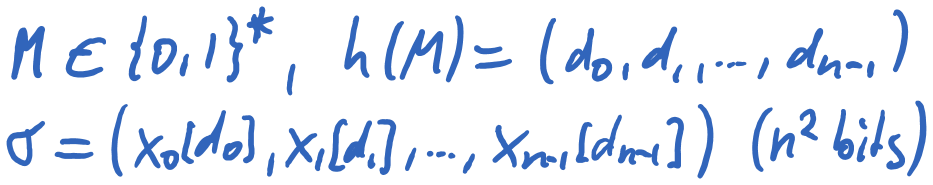 M ∈ {0,1}*, h(M) = (d₀, d₁, ..., dₙ₋₁)
σ = (x₀[d₀], x₁[d₁], ..., xₙ₋₁[dₙ₋₁]) (n² bits)